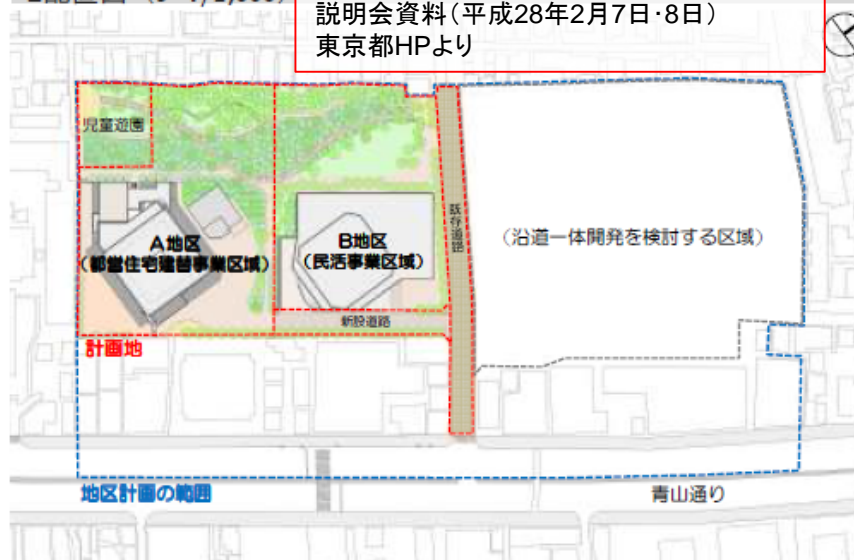 説明会資料(平成28年2月7日･8日)
東京都HPより
児童遊園
A地区
(都営住宅建替事業区域)
B地区
(民活事業区域)
既存道路
(沿道一体開発を検討する区域)
新設道路
計画地
地区計画の範囲
青山通り